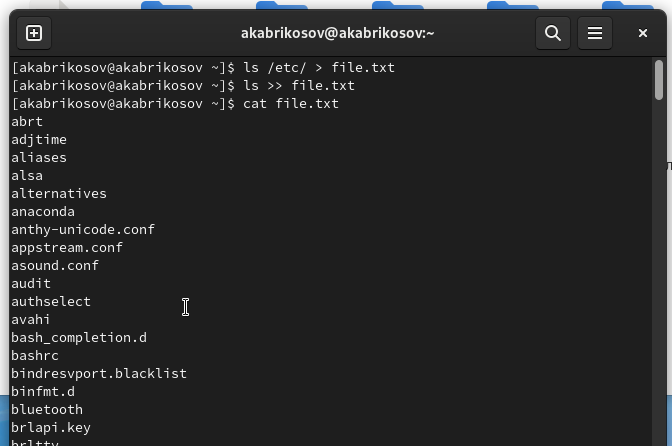 akabrikosov@akabrikosov:~
[akabrikosov@akabrikosov ~]$ ls /etc/ > file.txt
[akabrikosov@akabrikosov ~]$ ls >> file.txt
[akabrikosov@akabrikosov ~]$ cat file.txt
abrt
adjtime
aliases
alsa
alternatives
anaconda
anthy-unicode.conf
appstream.conf
asound.conf
audit
authselect
avahi
bash_completion.d
bashrc
bindresvport.blacklist
binfmt.d
bluetooth
brlapi.key
brltty